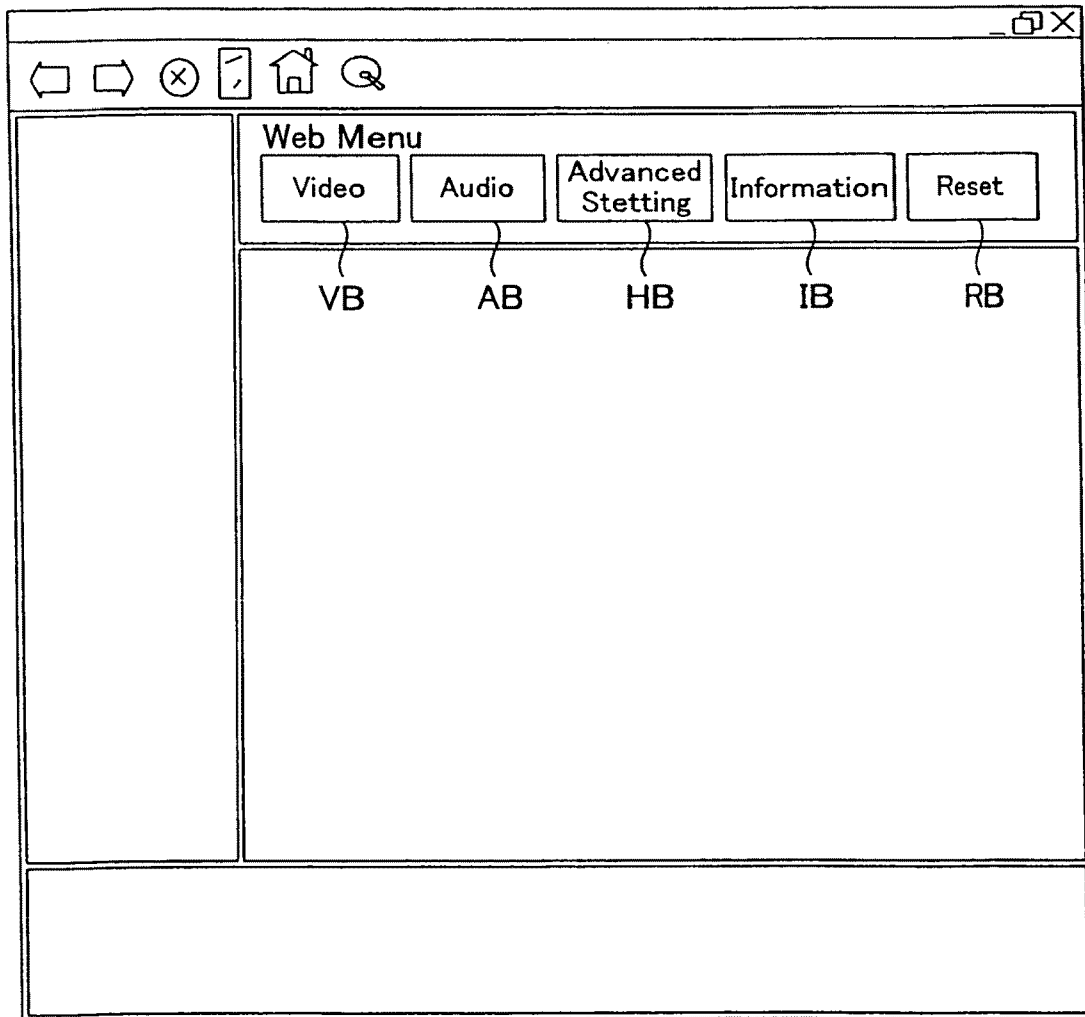 Web Menu
Video
Audio
Advanced
Stetting
Information
Reset
VB
AB
HB
IB
RB